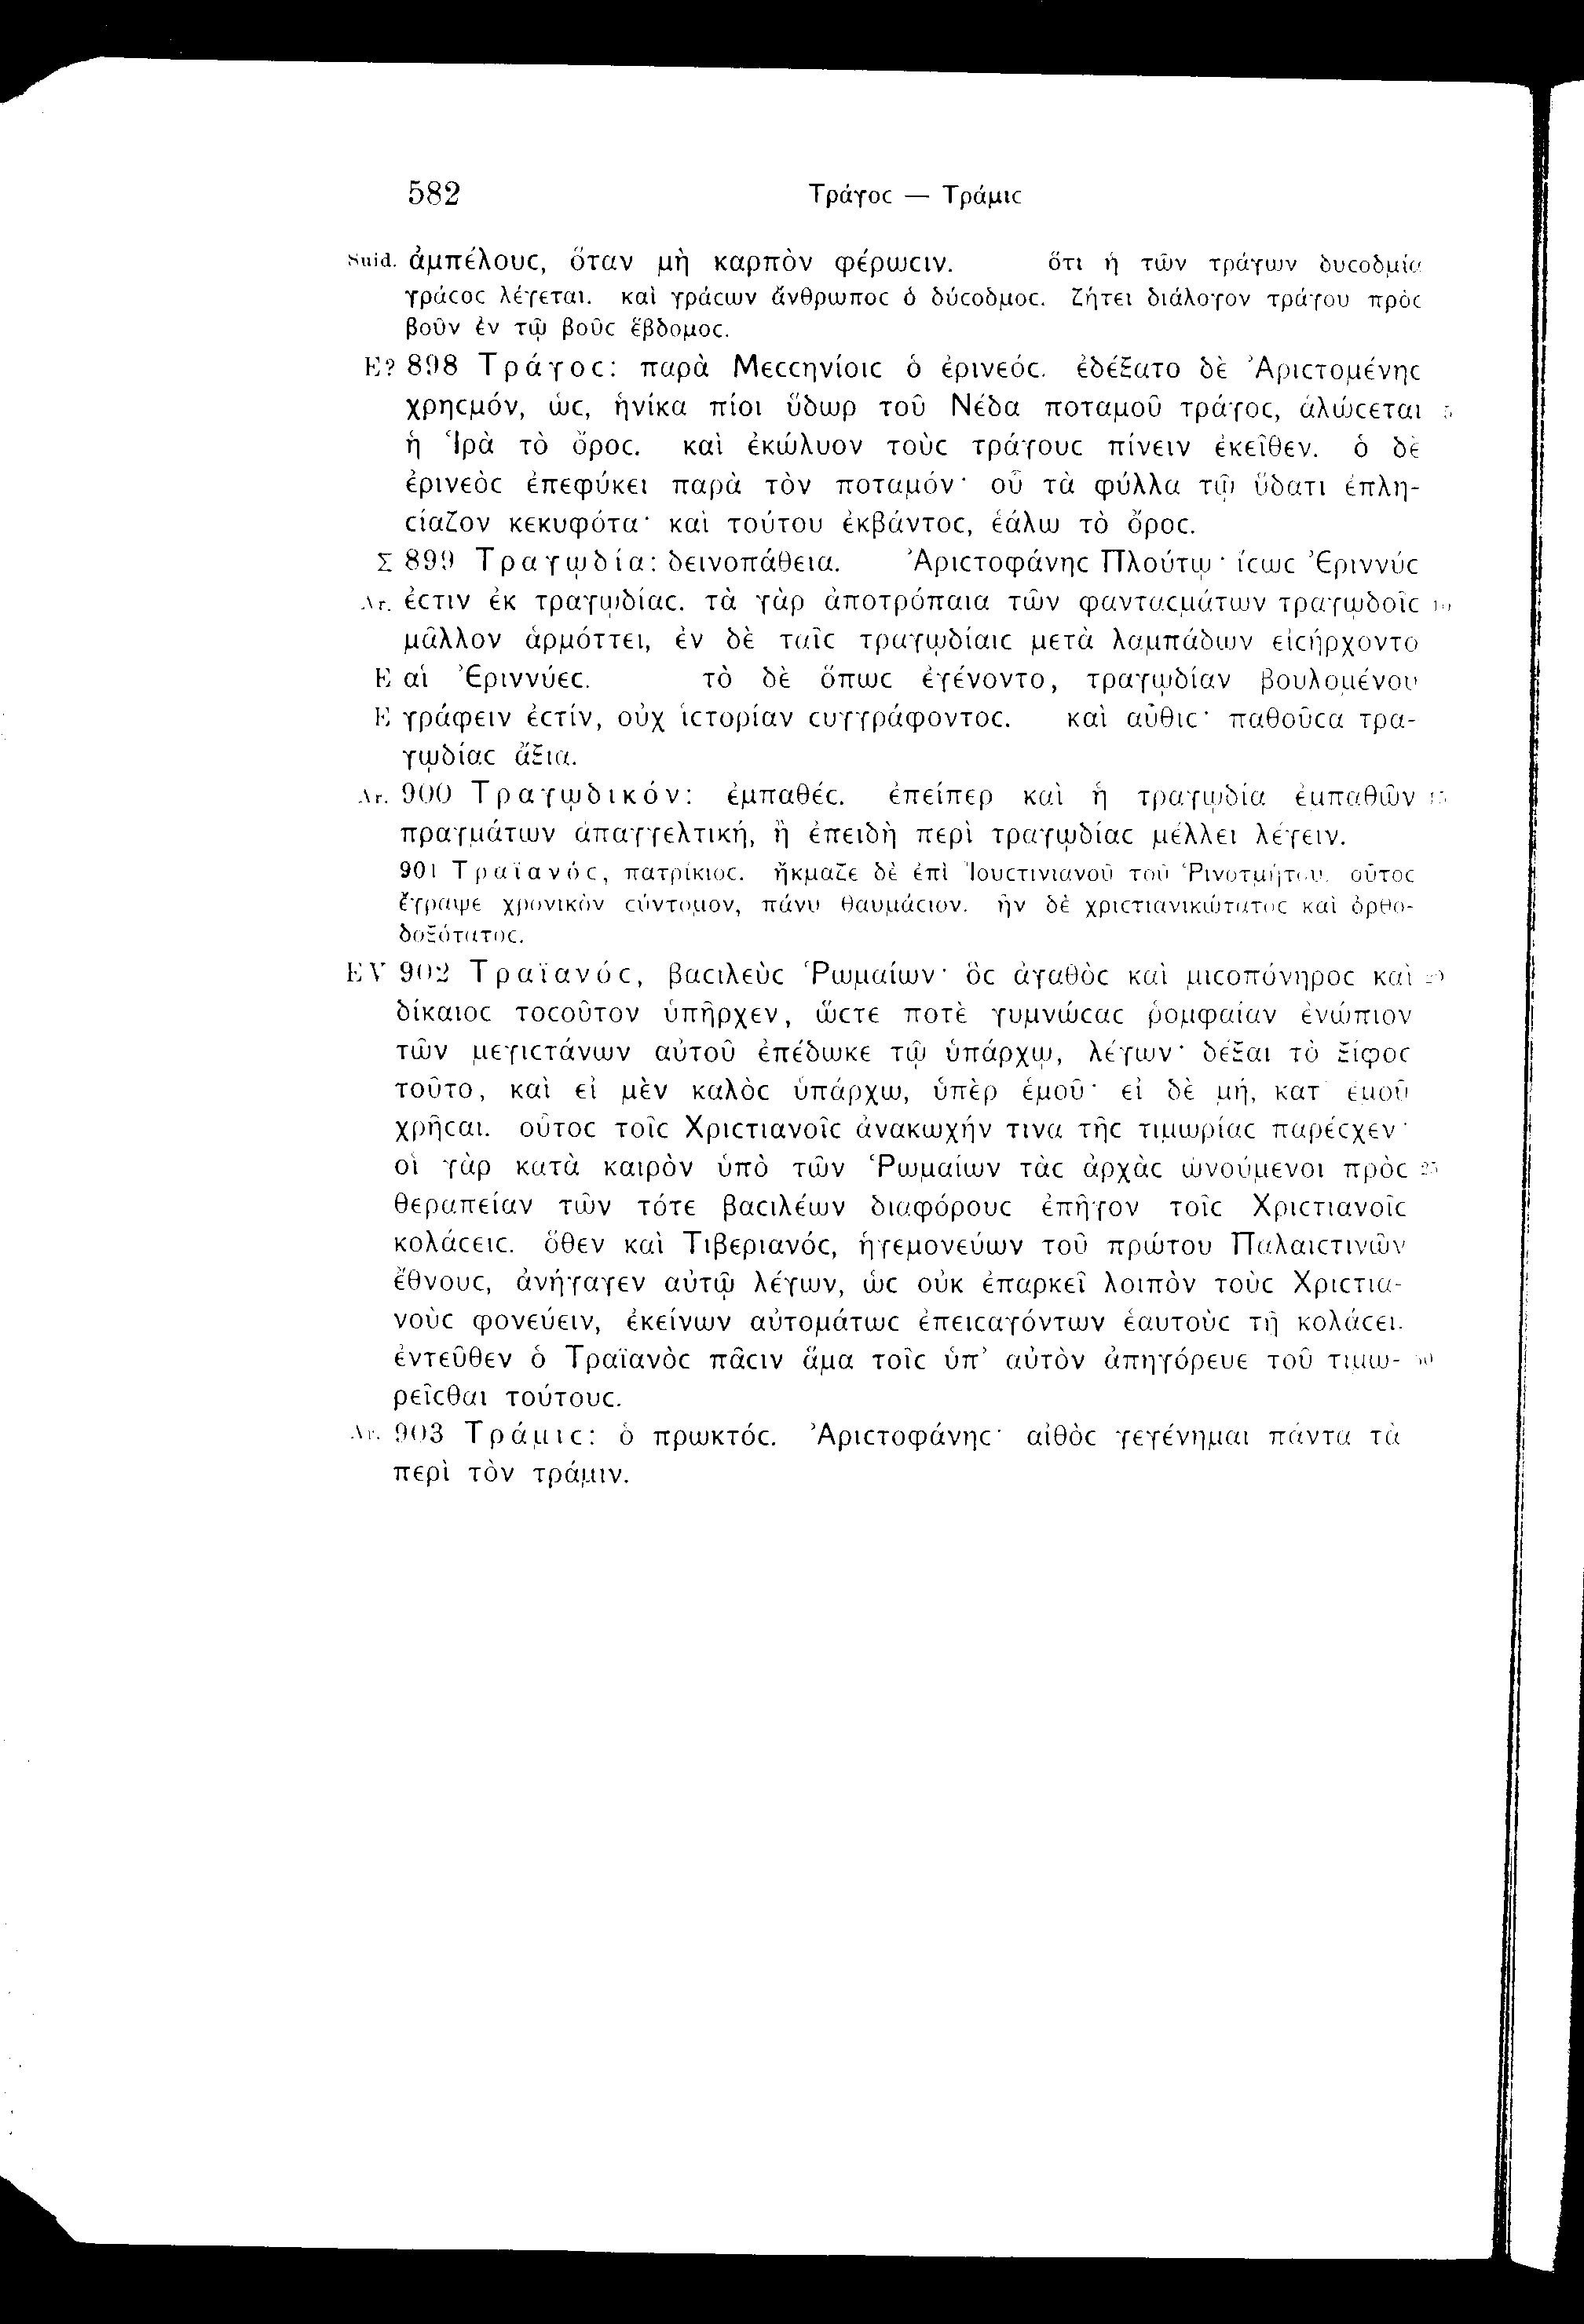 582 Τράγοϲ — Τράμιϲ
Suid. ἀμπέλουϲ, ὅταν μὴ καρπὸν φέρωϲιν. ὅτι ἡ τῶν τράγων δυϲοδμία
γράϲοϲ λέγεται. καὶ γράϲων ἄνθρωποϲ ὁ δύϲοδμοϲ. ζήτει διάλογον τράγου πρὸϲ
βοῦν ἐν τῷ βοῦϲ ἕβδομοϲ.
E? 898 Τράγοϲ: παρὰ Μεϲϲηνίοιϲ ὁ ἐρινεόϲ. ἐδέξατο δὲ Ἀριϲτομένηϲ
χρηϲμόν, ὡϲ, ἡνίκα πίοι ὕδωρ τοῦ Νέδα ποταμοῦ τράγοϲ, ἁλώϲεται 5
ἡ Ἱρὰ τὸ ὄροϲ. καὶ ἐκώλυον τοὺϲ τράγουϲ πίνειν ἐκεῖθεν. ὁ δὲ
ἐρινεὸϲ ἐπεφύκει παρὰ τὸν ποταμόν· οὗ τὰ φύλλα τῷ ὕδατι ἐπλη-
ϲίαζον κεκυφότα· καὶ τούτου ἐκβάντοϲ, ἑάλω τὸ ὄροϲ.
Σ 899 Τραγῳδία: δεινοπάθεια. Ἀριϲτοφάνηϲ Πλούτῳ· ἴϲωϲ Ἐριννύϲ
Ar. ἐϲτιν ἐκ τραγῳδίαϲ. τὰ γὰρ ἀποτρόπαια τῶν φανταϲμάτων τραγῳδοῖϲ 10
μᾶλλον ἁρμόττει, ἐν δὲ ταῖϲ τραγῳδίαιϲ μετὰ λαμπάδων εἰϲήρχοντο
E αἱ Ἐριννύεϲ. τὸ δὲ ὅπωϲ ἐγένοντο, τραγῳδίαν βουλομένου
E γράφειν ἐϲτίν, οὐχ ἱϲτορίαν ϲυγγράφοντοϲ. καὶ αὖθιϲ· παθοῦϲα τρα-
γῳδίαϲ ἄξια.
Ar. 900 Τραγῳδικόν: ἐμπαθέϲ. ἐπείπερ καὶ ἡ τραγῳδία ἐμπαθῶν 15
πραγμάτων ἀπαγγελτική, ἢ ἐπειδὴ περὶ τραγῳδίαϲ μέλλει λέγειν.
901 Τραϊανόϲ, πατρίκιοϲ. ἤκμαζε δὲ ἐπὶ Ἰουϲτινιανοῦ τοῦ Ῥινοτμήτου. οὗτοϲ
ἔγραψε χρονικὸν ϲύντομον, πάνυ θαυμάϲιον. ἦν δὲ χριϲτιανικώτατοϲ καὶ ὀρθο-
δοξότατοϲ.
EV 902 Τραϊανόϲ, βαϲιλεὺϲ Ῥωμαίων· ὃϲ ἀγαθὸϲ καὶ μιϲοπόνηροϲ καὶ 20
δίκαιοϲ τοϲοῦτον ὑπῆρχεν, ὥϲτε ποτὲ γυμνώϲαϲ ῥομφαίαν ἐνώπιον
τῶν μεγιϲτάνων αὐτοῦ ἐπέδωκε τῷ ὑπάρχῳ, λέγων· δέξαι τὸ ξίφοϲ
τοῦτο, καὶ εἰ μὲν καλὸϲ ὑπάρχω, ὑπὲρ ἐμοῦ· εἰ δὲ μή, κατ' ἐμοῦ
χρῆϲαι. οὗτοϲ τοῖϲ Χριϲτιανοῖϲ ἀνακωχήν τινα τῆϲ τιμωρίαϲ παρέϲχεν·
οἱ γὰρ κατὰ καιρὸν ὑπὸ τῶν Ῥωμαίων τὰϲ ἀρχὰϲ ὠνούμενοι πρὸϲ 25
θεραπείαν τῶν τότε βαϲιλέων διαφόρουϲ ἐπῆγον τοῖϲ Χριϲτιανοῖϲ
κολάϲειϲ. ὅθεν καὶ Τιβεριανόϲ, ἡγεμονεύων τοῦ πρώτου Παλαιϲτινῶν
ἔθνουϲ, ἀνήγαγεν αὐτῷ λέγων, ὡϲ οὐκ ἐπαρκεῖ λοιπὸν τοὺϲ Χριϲτια-
νοὺϲ φονεύειν, ἐκείνων αὐτομάτωϲ ἐπειϲαγόντων ἑαυτοὺϲ τῇ κολάϲει.
ἐντεῦθεν ὁ Τραϊανὸϲ πᾶϲιν ἅμα τοῖϲ ὑπ' αὐτὸν ἀπηγόρευε τοῦ τιμω- 30
ρεῖϲθαι τούτουϲ.
Ar. 903 Τράμιϲ: ὁ πρωκτόϲ. Ἀριϲτοφάνηϲ· αἰθὸϲ γεγένημαι πάντα τὰ
περὶ τὸν τράμιν.